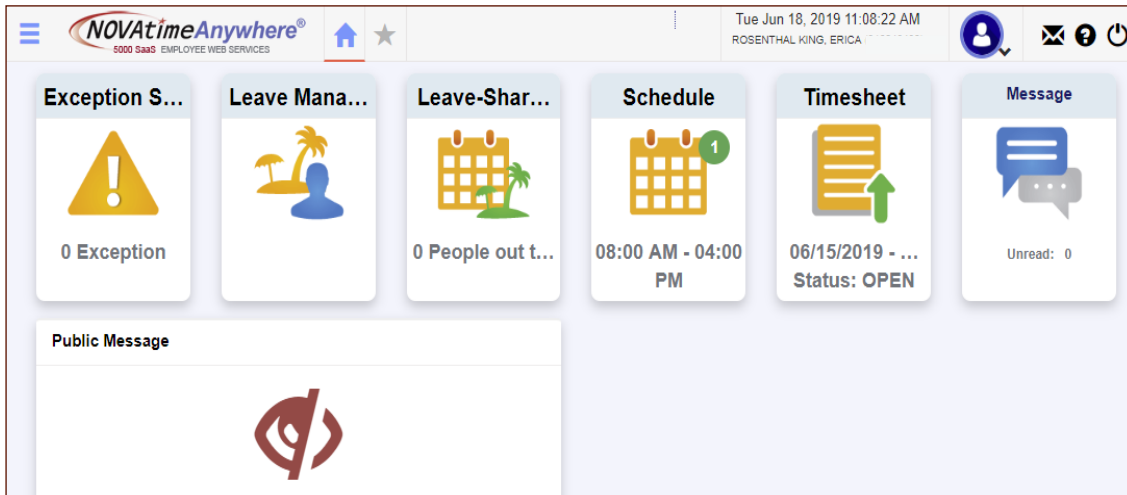 NOVAtimeAnywhere®
5000 SaaS EMPLOYEE WEB SERVICES
Tue Jun 18, 2019 11:08:22 AM
ROSENTHAL KING, ERICA
Exception S...
Leave Mana...
Leave-Shar...
Schedule
Timesheet
Message
1
0 Exception
0 People out t...
08:00 AM - 04:00
PM
06/15/2019 - ...
Status: OPEN
Unread: 0
Public Message